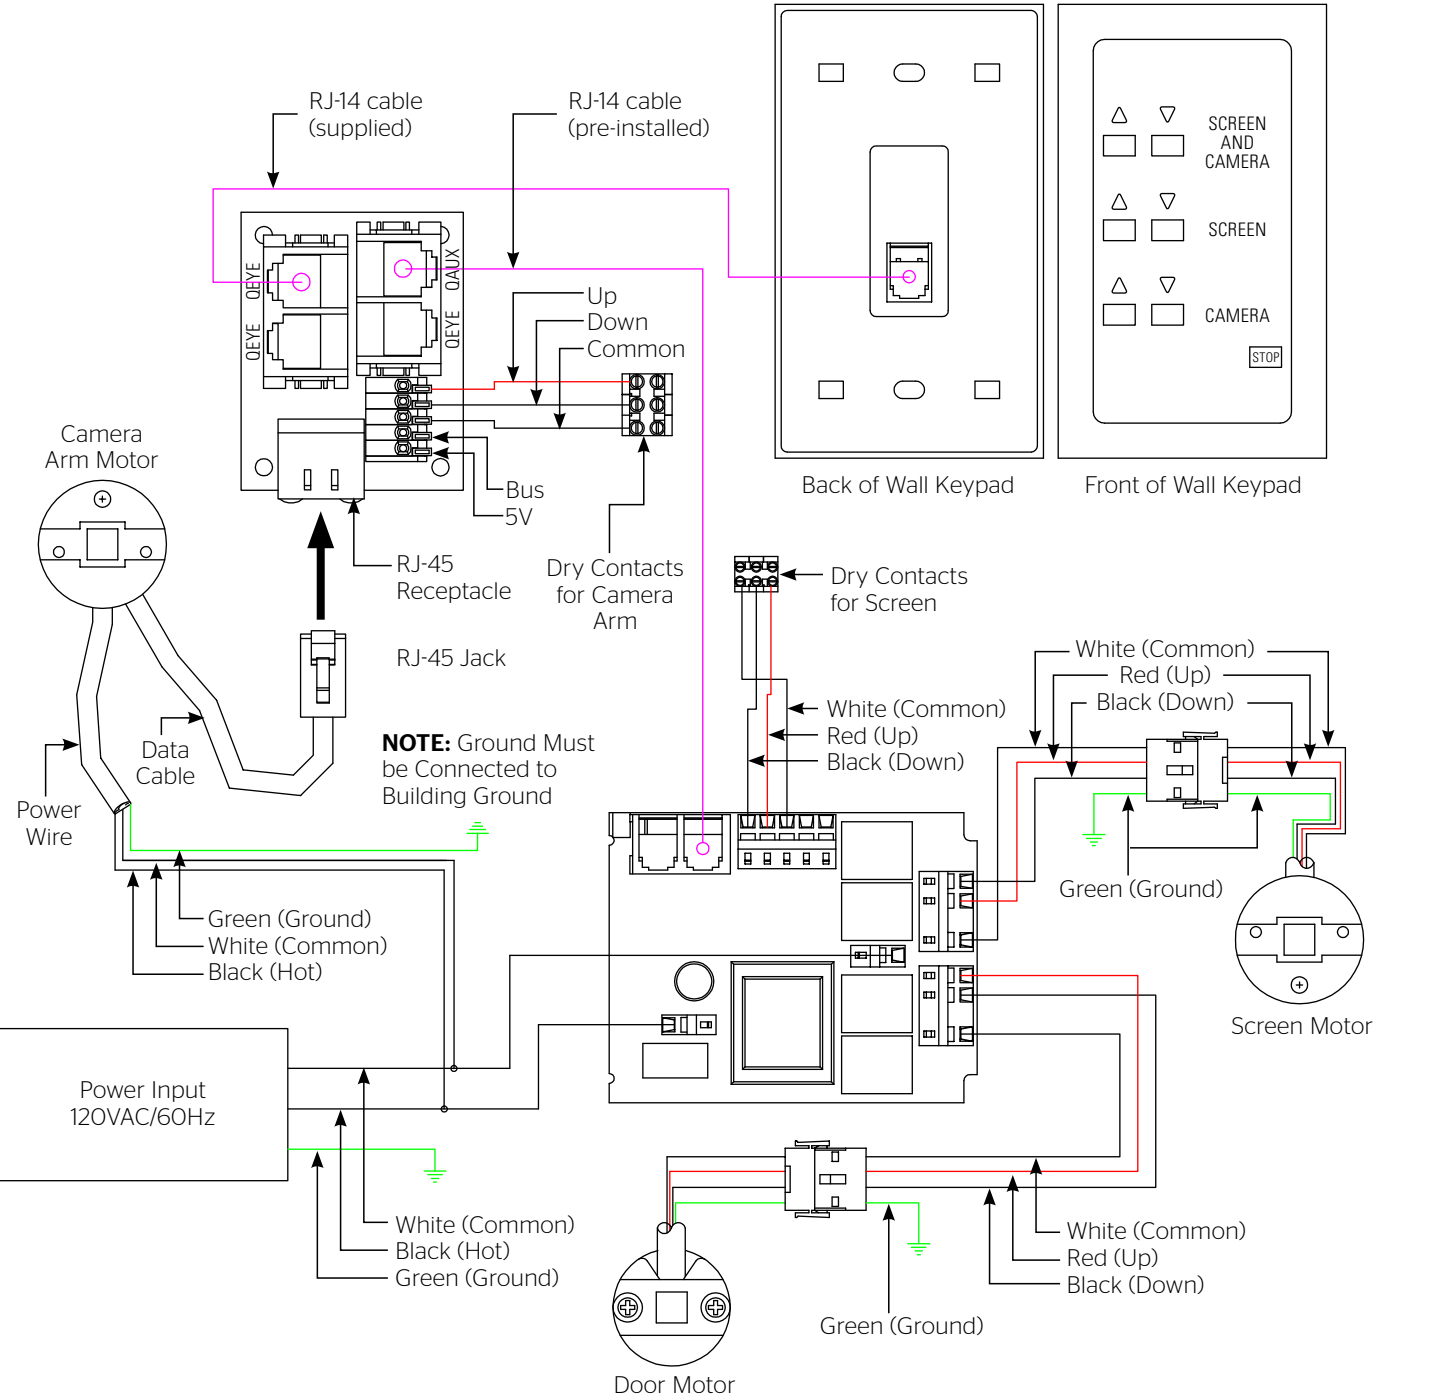 RJ-14 cable
(supplied)
RJ-14 cable
(pre-installed)
SCREEN
AND
CAMERA
SCREEN
CAMERA
STOP
Back of Wall Keypad
Front of Wall Keypad
QEYE
QAUX
QEYE
QEYE
Up
Down
Common
Bus
5V
Camera
Arm Motor
RJ-45
Receptacle
Dry Contacts
for Camera
Arm
Dry Contacts
for Screen
RJ-45 Jack
White (Common)
Red (Up)
Black (Down)
White (Common)
Red (Up)
Black (Down)
Data
Cable
NOTE: Ground Must
be Connected to
Building Ground
Power
Wire
Green (Ground)
Green (Ground)
White (Common)
Black (Hot)
Screen Motor
Power Input
120VAC/60Hz
White (Common)
Black (Hot)
Green (Ground)
White (Common)
Red (Up)
Black (Down)
Green (Ground)
Door Motor